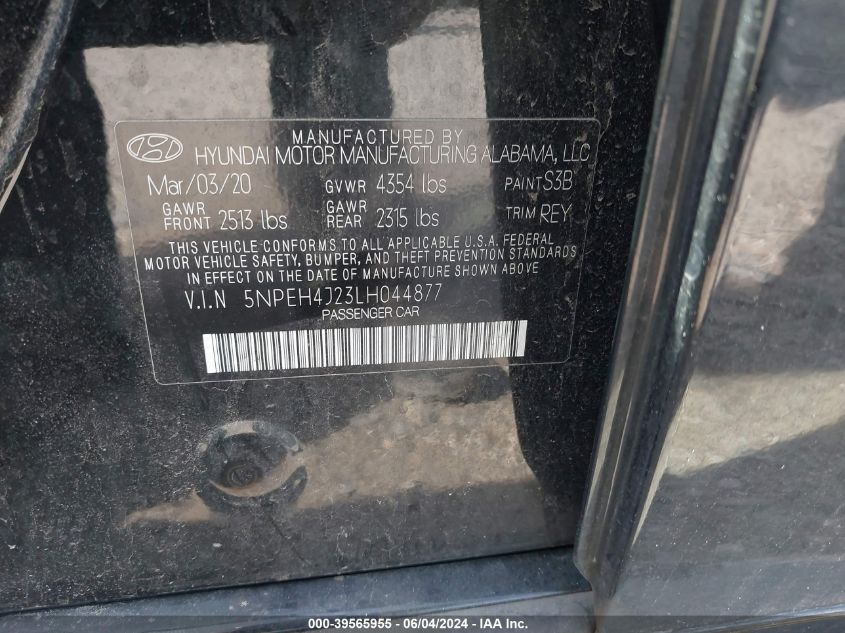 MANUFACTURED BY
HYUNDAI MOTOR MANUFACTURING ALABAMA, LLC
Mar/03/20 GVWR 4354 lbs PAINT S3B
GAWR FRONT 2513 lbs GAWR REAR 2315 lbs TRIM REY
THIS VEHICLE CONFORMS TO ALL APPLICABLE U.S.A. FEDERAL
MOTOR VEHICLE SAFETY, BUMPER, AND THEFT PREVENTION STANDARDS
IN EFFECT ON THE DATE OF MANUFACTURE SHOWN ABOVE.
V.I.N 5NPEH4J23LH044877
PASSENGER CAR
000-39565955 - 06/04/2024 - IAAI.com